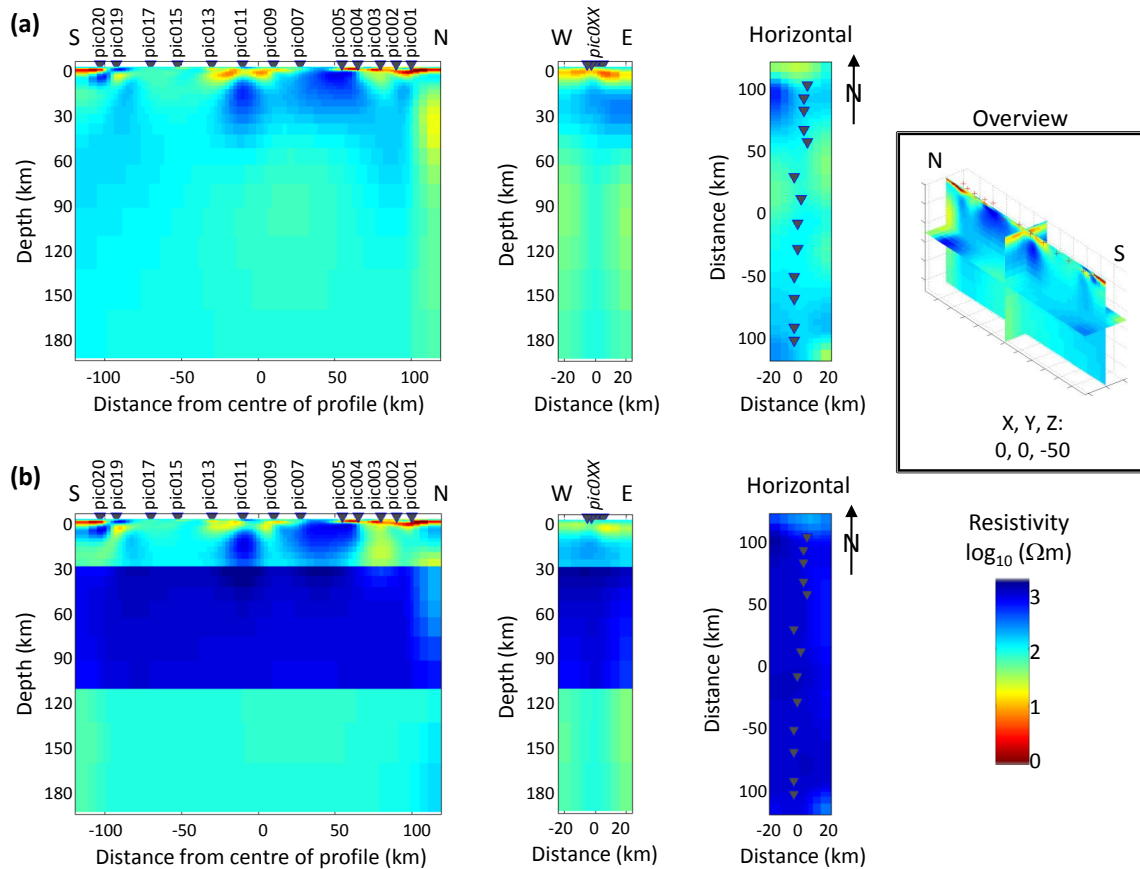 (a)
S
pic020
pic019
pic017
pic015
pic013
pic011
pic009
pic007
pic005
pic004
pic003
pic002
pic001
N
0
30
60
90
120
150
180
Depth (km)
-100
-50
0
50
100
Distance from centre of profile (km)
W
pic0XX
E
0
30
60
90
120
150
180
Depth (km)
-20
0
20
Distance (km)
Horizontal
N
100
50
0
-50
-100
Distance (km)
-20
0
20
Distance (km)
Overview
N
S
X, Y, Z:
0, 0, -50
(b)
S
pic020
pic019
pic017
pic015
pic013
pic011
pic009
pic007
pic005
pic004
pic003
pic002
pic001
N
0
30
60
90
120
150
180
Depth (km)
-100
-50
0
50
100
Distance from centre of profile (km)
W
pic0XX
E
0
30
60
90
120
150
180
Depth (km)
-20
0
20
Distance (km)
Horizontal
N
100
50
0
-50
100
Distance (km)
-20
0
20
Distance (km)
Resistivity
log₁₀ (Ωm)
3
2
1
0